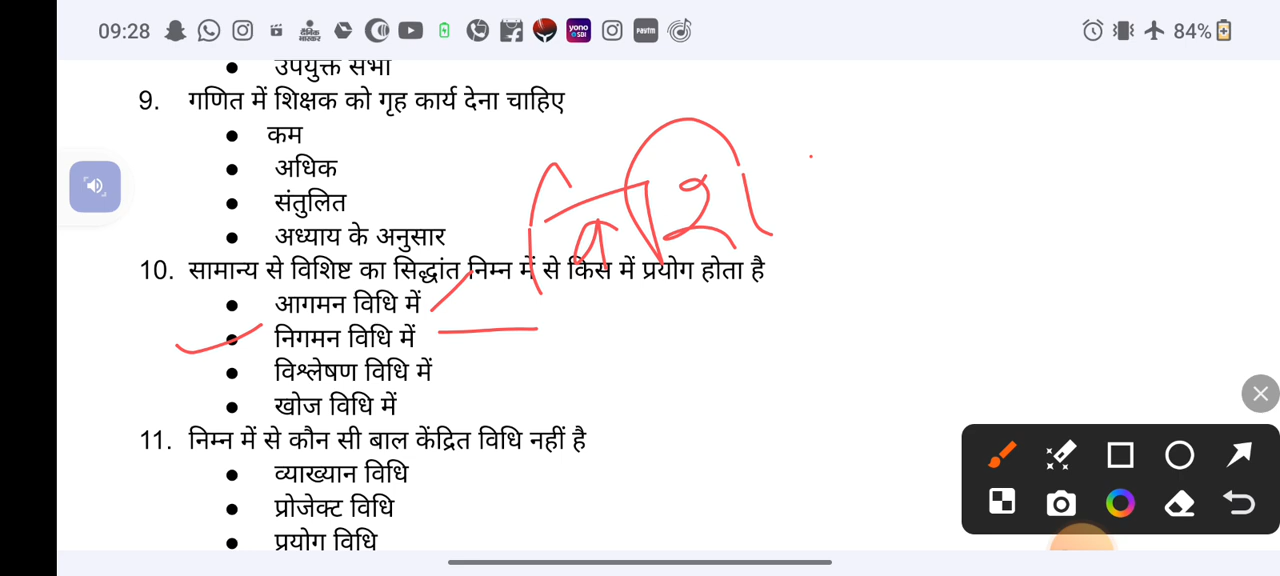 09:28 84%
उपयुक्त सभी
9. गणित में शिक्षक को गृह कार्य देना चाहिए
● कम
● अधिक
● संतुलित
● अध्याय के अनुसार
10. सामान्य से विशिष्ट का सिद्धांत निम्न में से किस में प्रयोग होता है
● आगमन विधि में
● निगमन विधि में
● विश्लेषण विधि में
● खोज विधि में
11. निम्न में से कौन सी बाल केंद्रित विधि नहीं है
● व्याख्यान विधि
● प्रोजेक्ट विधि
● प्रयोग विधि